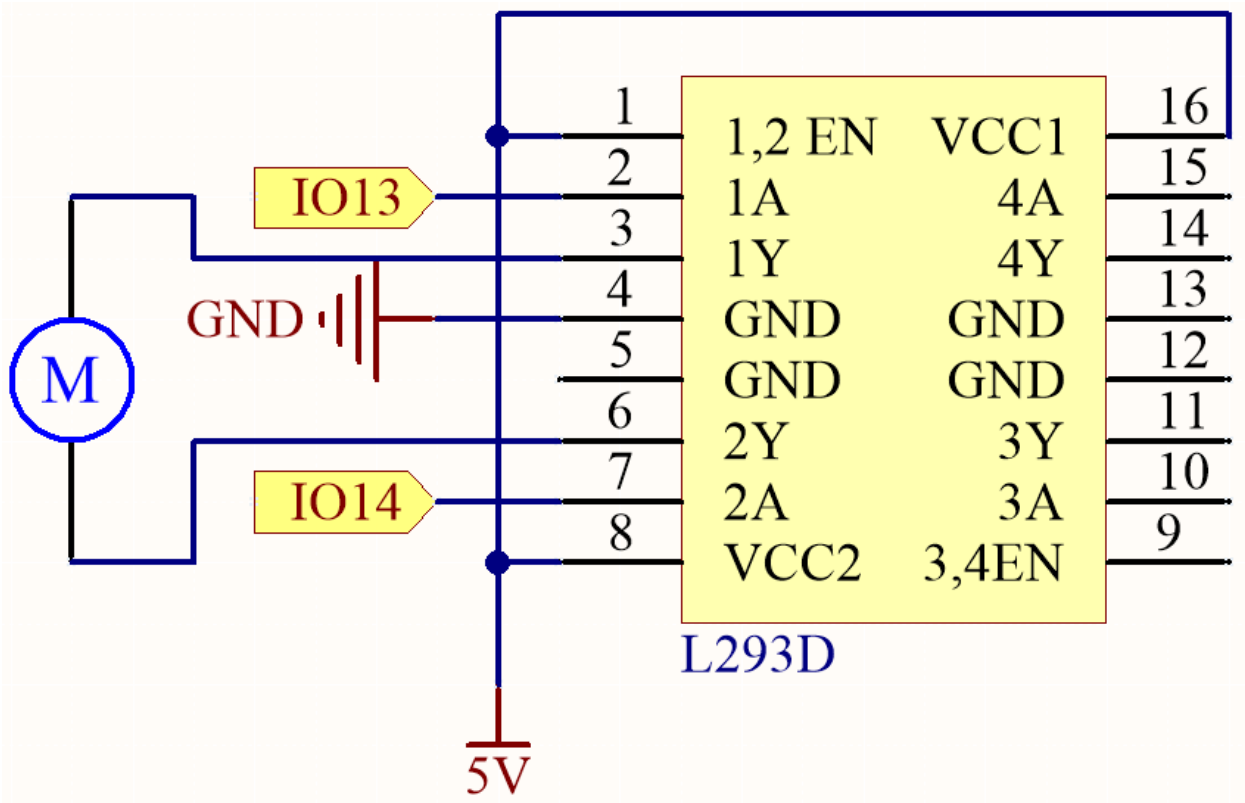 1 1,2 EN VCC1 16
IO13 2 1A 4A 15
3 1Y 4Y 14
GND 4 GND GND 13
M 5 GND GND 12
6 2Y 3Y 11
IO14 7 2A 3A 10
8 VCC2 3,4EN 9
L293D
5V